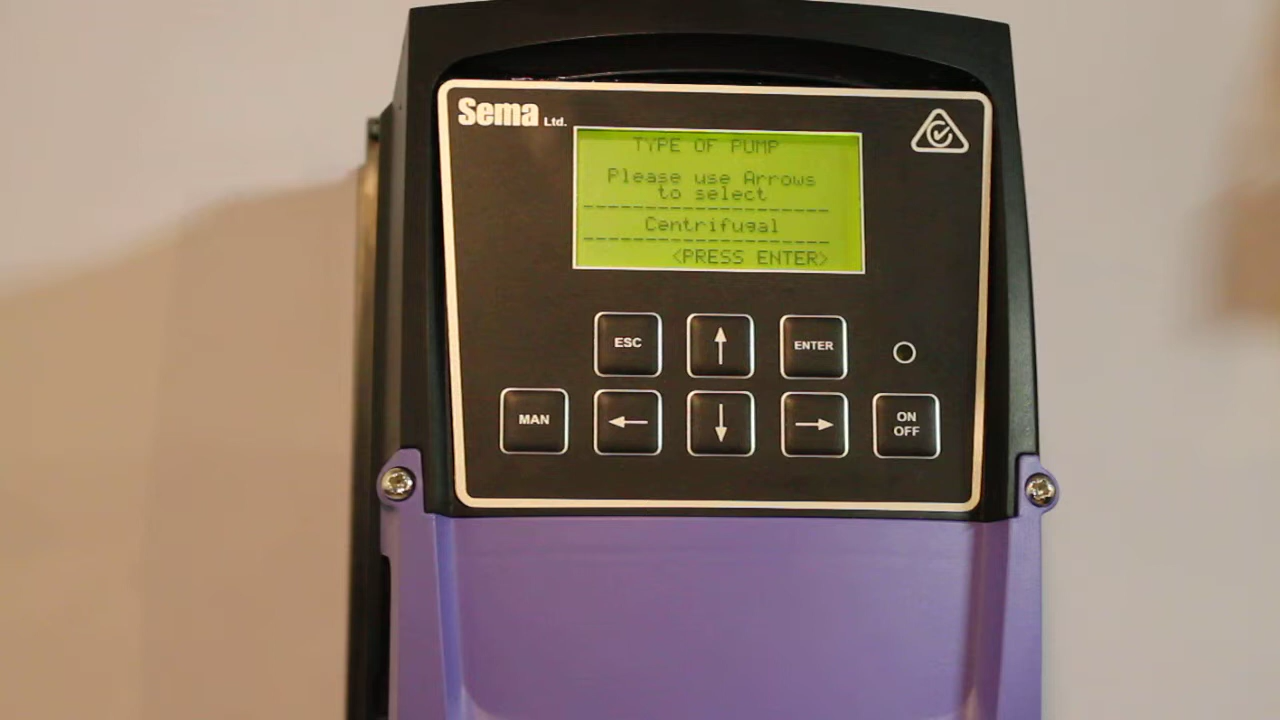 Sema Ltd.
TYPE OF PUMP
Please use Arrows
to select
Centrifugal
<PRESS ENTER>
ESC
ENTER
MAN
ON
OFF